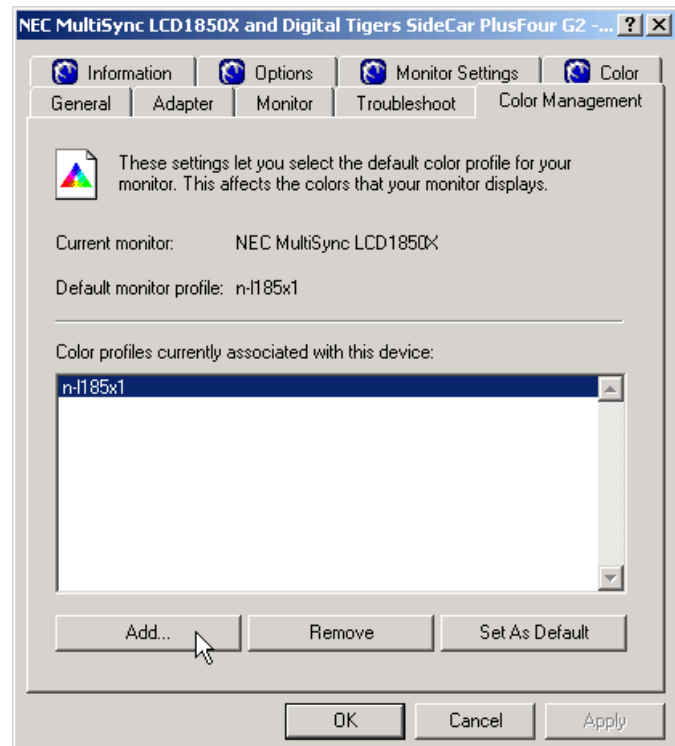 NEC MultiSync LCD1850X and Digital Tigers SideCar PlusFour G2 -...
Information Options Monitor Settings Color
General Adapter Monitor Troubleshoot Color Management
These settings let you select the default color profile for your
monitor. This affects the colors that your monitor displays.
Current monitor: NEC MultiSync LCD1850X
Default monitor profile: n-l185x1
Color profiles currently associated with this device:
n-l185x1
Add... Remove Set As Default
OK Cancel Apply